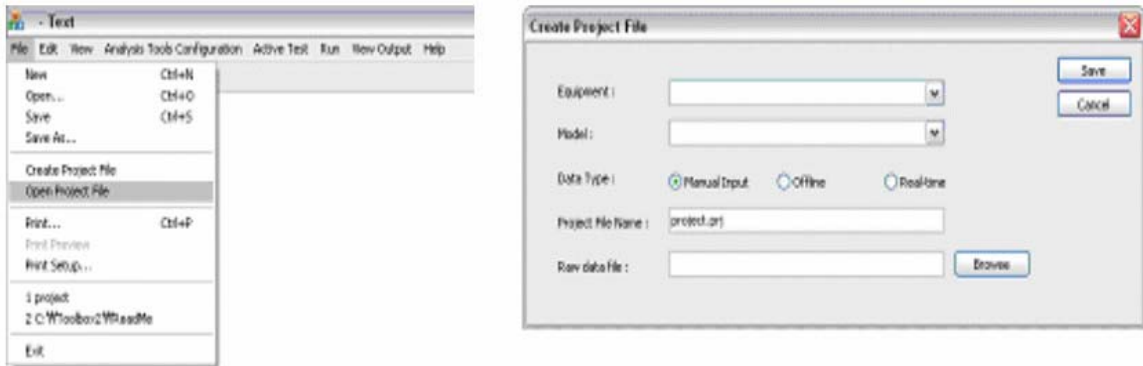 - Text
File Edit View Analysis Tools Configuration Active Test Run View Output Help
New Ctrl+N
Open... Ctrl+O
Save Ctrl+S
Save As...
Create Project File
Open Project File
Print... Ctrl+P
Print Preview
Print Setup...
1 project
2 C:₩Toolbox2₩ReadMe
Exit
Create Project File
Equipment :
Model :
Data Type : Manual Input Offline Real-time
Project File Name : project.prj
Raw data file : Browse
Save
Cancel